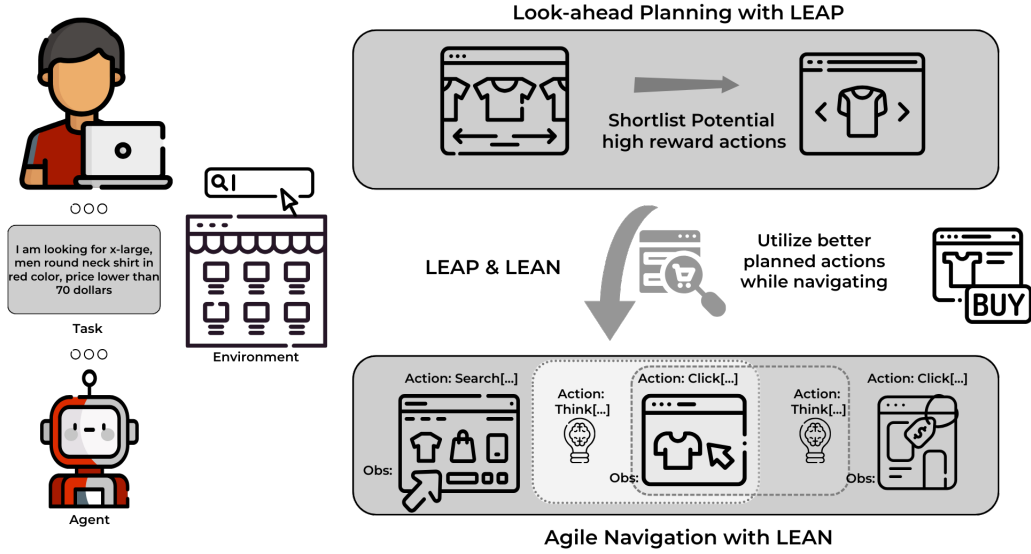 Look-ahead Planning with LEAP
Shortlist Potential
high reward actions
I am looking for x-large,
men round neck shirt in
red color, price lower than
70 dollars
Task
Environment
Agent
LEAP & LEAN
Utilize better
planned actions
while navigating
BUY
Action: Search[...]
Obs:
Action:
Think[...]
Action: Click[...]
Obs:
Action:
Think[...]
Action: Click[...]
Obs:
$
Agile Navigation with LEAN